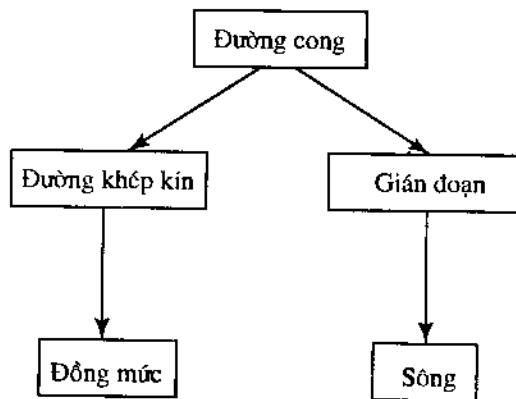 Đường cong
Đường khép kín
Gián đoạn
Đồng mức
Sông